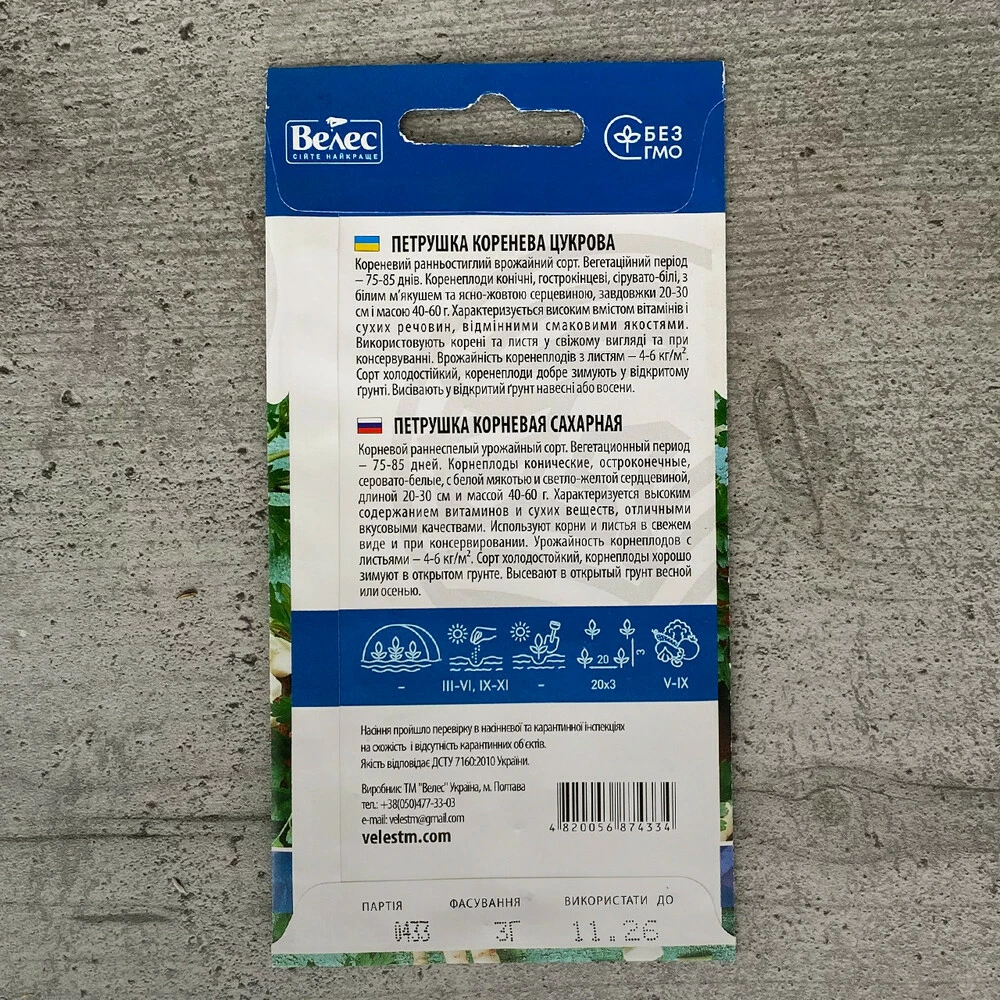 Велес
СІЙТЕ НАЙКРАЩЕ
БЕЗ
ГМО
ПЕТРУШКА КОРЕНЕВА ЦУКРОВА
Кореневий ранньостиглий врожайний сорт. Вегетаційний період
– 75-85 днів. Коренеплоди конічні, гострокінцеві, сірувато-білі, з
білим м'якушем та ясно-жовтою серцевиною, завдовжки 20-30
см і масою 40-60 г. Характеризується високим вмістом вітамінів і
сухих речовин, відмінними смаковими якостями.
Використовують корені та листя у свіжому вигляді та при
консервуванні. Врожайність коренеплодів з листям – 4-6 кг/м².
Сорт холодостійкий, коренеплоди добре зимують у відкритому
ґрунті. Висівають у відкритий ґрунт навесні або восени.
ПЕТРУШКА КОРНЕВАЯ САХАРНАЯ
Корневой раннеспелый урожайный сорт. Вегетационный период
– 75-85 дней. Корнеплоды конические, остроконечные,
серовато-белые, с белой мякотью и светло-желтой сердцевиной,
длиной 20-30 см и массой 40-60 г. Характеризуется высоким
содержанием витаминов и сухих веществ, отличными
вкусовыми качествами. Используют корни и листья в свежем
виде и при консервировании. Урожайность корнеплодов с
листьями – 4-6 кг/м². Сорт холодостойкий, корнеплоды хорошо
зимуют в открытом грунте. Высевают в открытый грунт весной
или осенью.
20 3
– III-VI, IX-XI – 20x3 V-IX
Насіння пройшло перевірку в насіннєвої та карантинної інспекціях
на схожість і відсутність карантинних об'єктів.
Якість відповідає ДСТУ 7160:2010 України.
Виробник: ТМ "Велес" Україна, м. Полтава
тел.: +38(050)477-33-03
e-mail: velestm@gmail.com
velestm.com
4 820056 874334
ПАРТІЯ ФАСУВАННЯ ВИКОРИСТАТИ ДО
0433 3Г 11.26